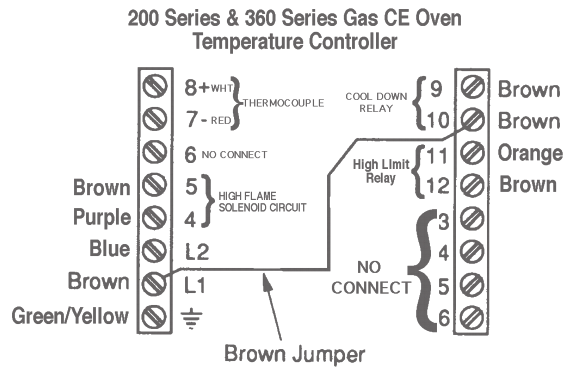 200 Series & 360 Series Gas CE Oven
Temperature Controller
8+ WHT
7- RED
THERMOCOUPLE
6 NO CONNECT
Brown 5
Purple 4
HIGH FLAME
SOLENOID CIRCUIT
Blue L2
Brown L1
Green/Yellow
Brown Jumper
COOL DOWN
RELAY
9 Brown
10 Brown
High LImit
Relay
11 Orange
12 Brown
NO
CONNECT
3
4
5
6